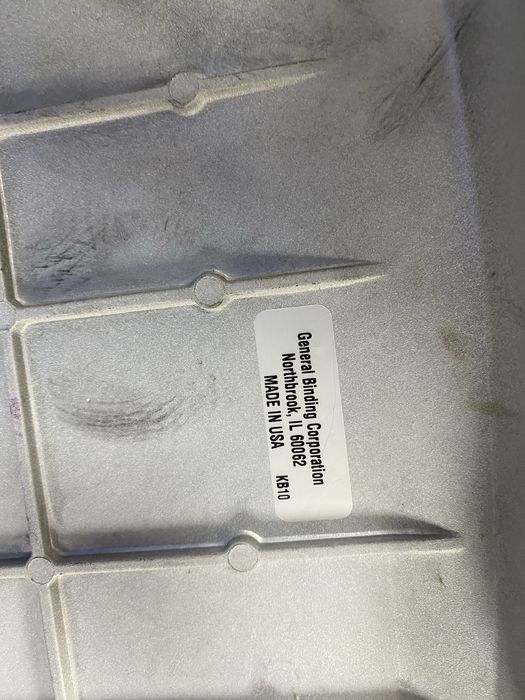 General Binding Corporation
Northbrook, IL 60062
MADE IN USA KB10